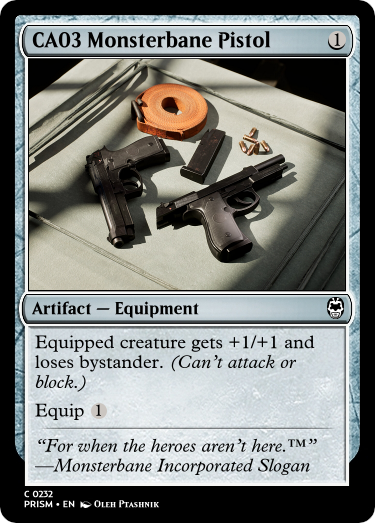 CA03 Monsterbane Pistol 1
Artifact — Equipment
Equipped creature gets +1/+1 and
loses bystander. (Can't attack or
block.)
Equip 1
“For when the heroes aren't here.™”
—Monsterbane Incorporated Slogan
C 0232
PRISM • EN Oleh Ptashnik